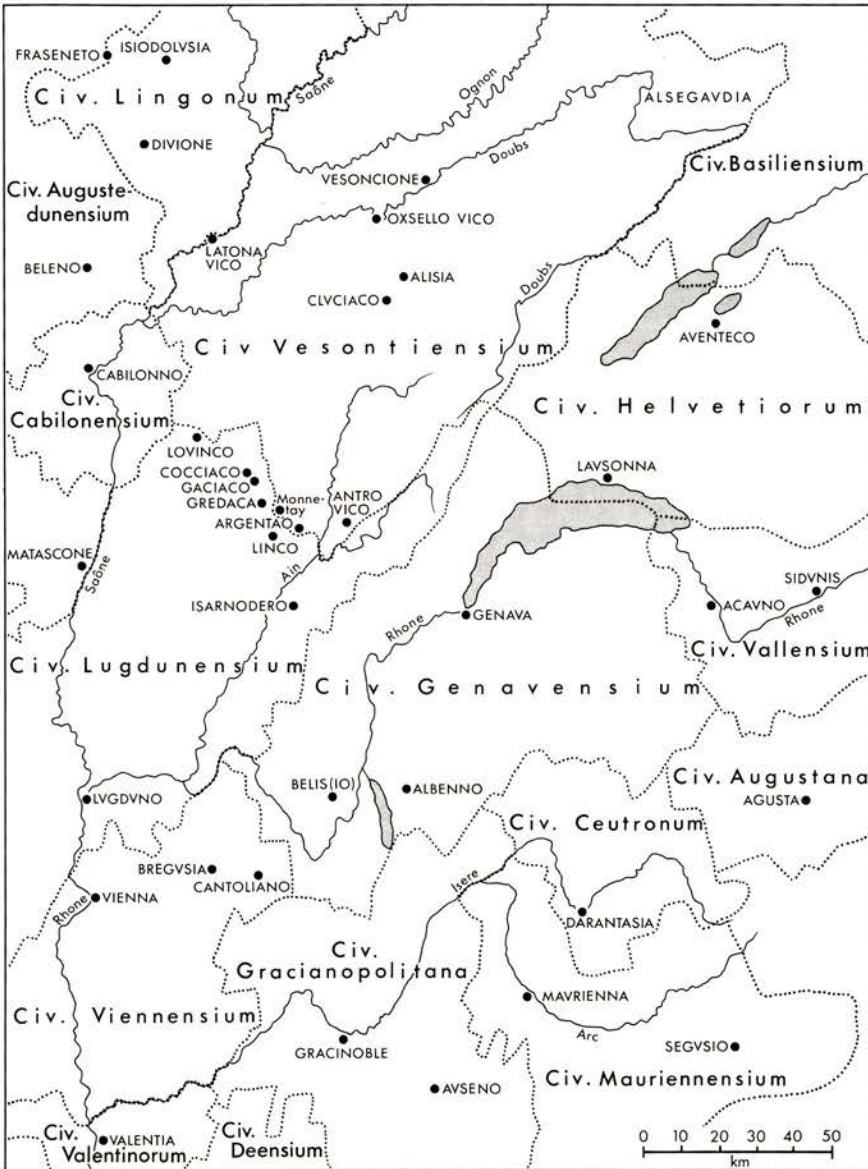 FRASENETO
ISIODOLVSIA
Civ. Lingonum
Saône
Ognon
ALSEGAVDIA
DIVIONE
Doubs
VESONCIONE
Civ. Basiliensium
Civ. Auguste-
dunensium
OXSELLO VICO
LATONA
VICO
BELENO
ALISIA
CLVCIACO
Doubs
AVENTECO
Civ Vesontiensium
CABILONNO
Civ.
Cabilonensium
Civ. Helvetiorum
LOVINCO
COCCIACO
GACIACO
GREDACA
Monne-
tay
ARGENTAO
LINCO
ANTRO
VICO
LAVSONNA
MATASCONE
Saône
Ain
ISARNODERO
SIDVNIS
ACAVNO
Rhone
GENAVA
Rhone
Civ. Vallensium
Civ. Lugdunensium
Civ. Genavensium
LVGDVNO
BELIS(IO)
ALBENNO
Civ. Augustana
AGUSTA
Civ. Ceutronum
BREGVSIA
CANTOLIANO
Isere
VIENNA
Rhone
DARANTASIA
Civ.
Gracianopolitana
MAVRIENNA
Civ. Viennensium
Arc
GRACINOBLE
SEGVSIO
AVSENO
Civ. Mauriennensium
Civ.
Valentinorum
VALENTIA
Civ.
Deensium
0 10 20 30 40 50
km